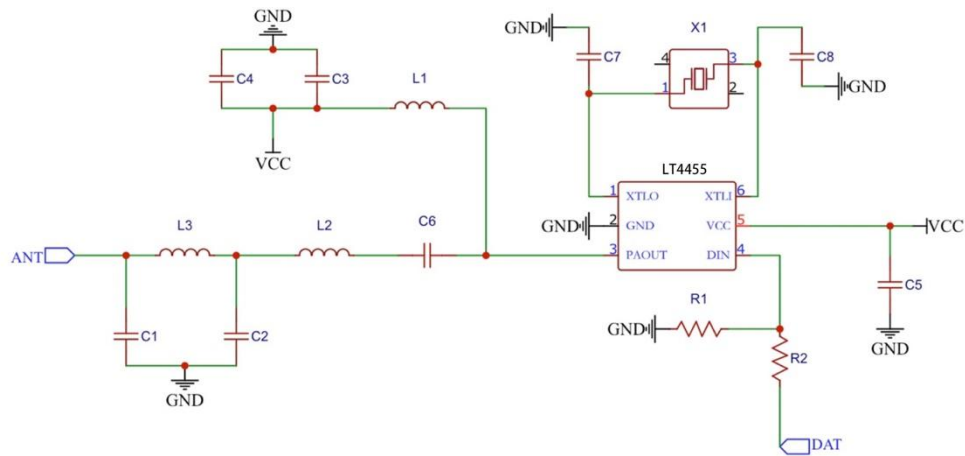 GND
GND
X1
C7
4
3
C8
C4
C3
L1
1
2
GND
VCC
LT4455
1
XTLO
XTLI
6
GND
2
GND
VCC
5
VCC
L3
L2
C6
ANT
3
PAOUT
DIN
4
C5
R1
GND
C1
C2
GND
R2
GND
DAT